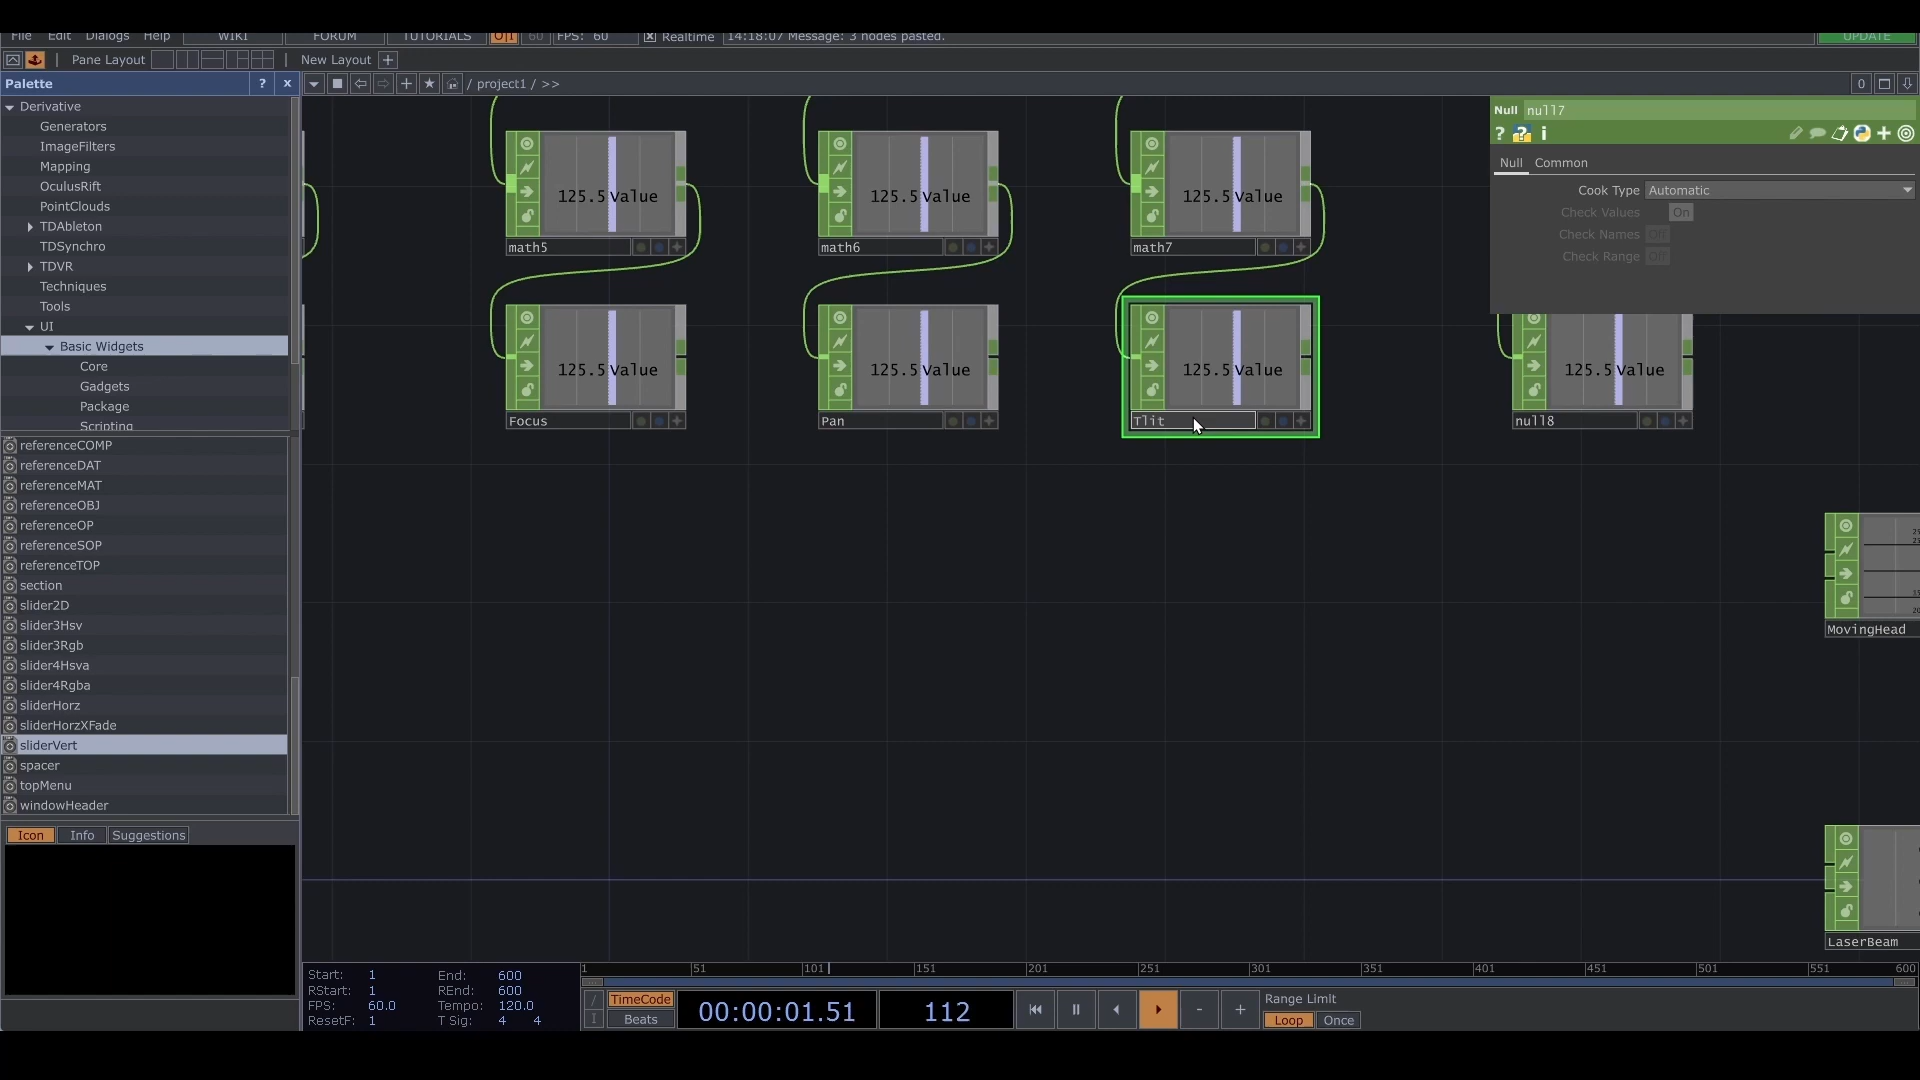 File Edit Dialogs Help WIKI FORUM TUTORIALS O|I 60 FPS: 60 Realtime 14:18:07 Message: 3 nodes pasted. UPDATE
Pane Layout New Layout +
Palette ? x
/ project1 / >> 0
Derivative
Generators
ImageFilters
Mapping
OculusRift
PointClouds
TDAbleton
TDSynchro
TDVR
Techniques
Tools
UI
Basic Widgets
Core
Gadgets
Package
Scripting
referenceCOMP
referenceDAT
referenceMAT
referenceOBJ
referenceOP
referenceSOP
referenceTOP
section
slider2D
slider3Hsv
slider3Rgb
slider4Hsva
slider4Rgba
sliderHorz
sliderHorzXFade
sliderVert
spacer
topMenu
windowHeader
Icon Info Suggestions
125.5 Value
math5
125.5 Value
math6
125.5 Value
math7
125.5 Value
Focus
125.5 Value
Pan
125.5 Value
Tlit
125.5 Value
null8
MovingHead
LaserBeam
Null null7
? ? i
Null Common
Cook Type Automatic
Check Values On
Check Names Off
Check Range Off
Start: 1 End: 600
RStart: 1 REnd: 600
FPS: 60.0 Tempo: 120.0
ResetF: 1 T Sig: 4 4
1 51 101 151 201 251 301 351 401 451 501 551 600
/ TimeCode
I Beats
00:00:01.51 112
- +
Range Limit
Loop Once